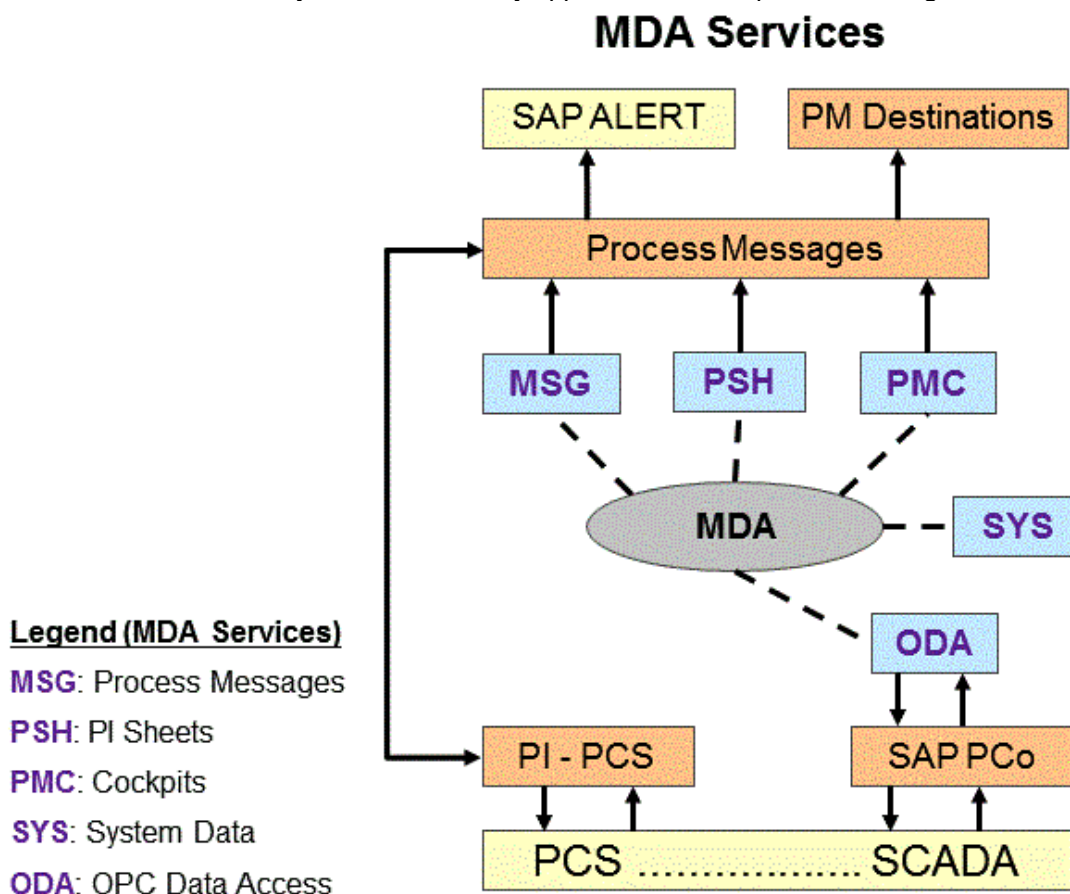 MDA Services
SAP ALERT
PM Destinations
Process Messages
MSG
PSH
PMC
MDA
SYS
ODA
Legend (MDA Services)
MSG: Process Messages
PSH: PI Sheets
PMC: Cockpits
SYS: System Data
ODA: OPC Data Access
PI - PCS
SAP PCo
PCS .................. SCADA